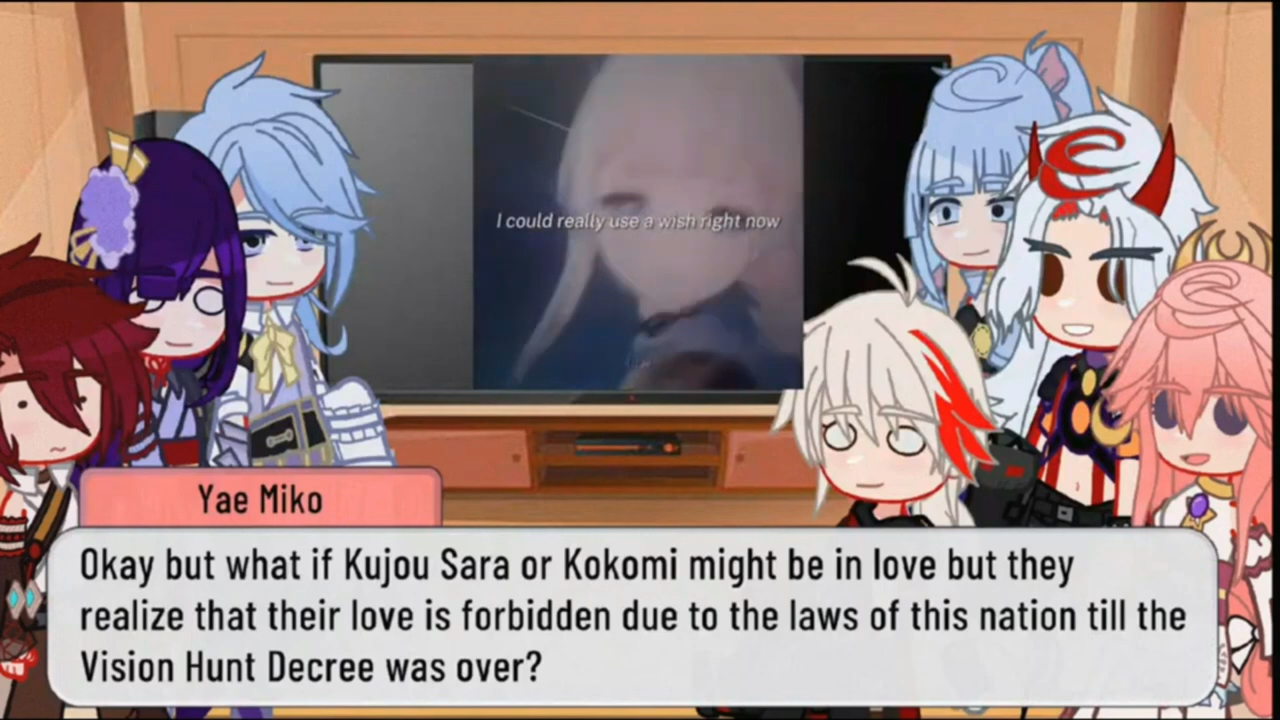 I could really use a wish right now
Yae Miko
Okay but what if Kujou Sara or Kokomi might be in love but they
realize that their love is forbidden due to the laws of this nation till the
Vision Hunt Decree was over?